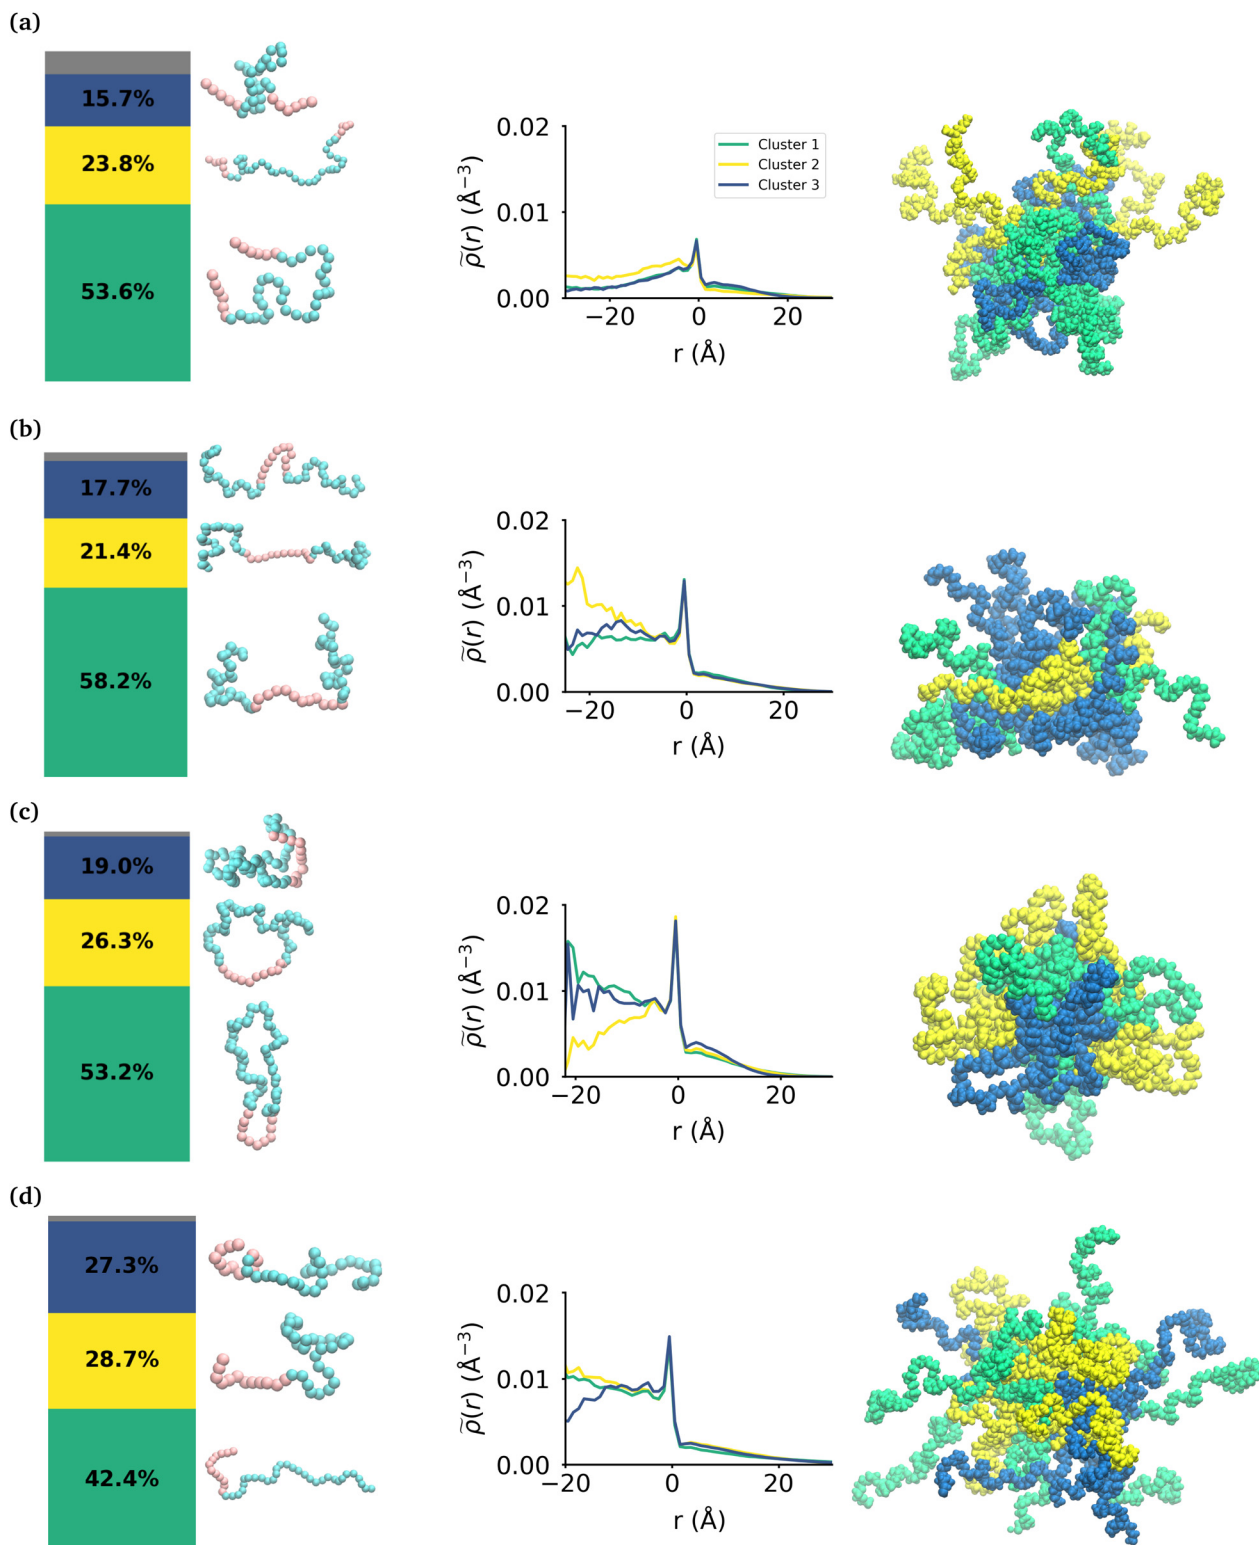 (a)
15.7%
23.8%
53.6%
0.02
0.01
0.00
ρ̃(r) (Å⁻³)
Cluster 1
Cluster 2
Cluster 3
−20
0
20
r (Å)
(b)
17.7%
21.4%
58.2%
0.02
0.01
0.00
ρ̃(r) (Å⁻³)
−20
0
20
r (Å)
(c)
19.0%
26.3%
53.2%
0.02
0.01
0.00
ρ̃(r) (Å⁻³)
−20
0
20
r (Å)
(d)
27.3%
28.7%
42.4%
0.02
0.01
0.00
ρ̃(r) (Å⁻³)
−20
0
20
r (Å)